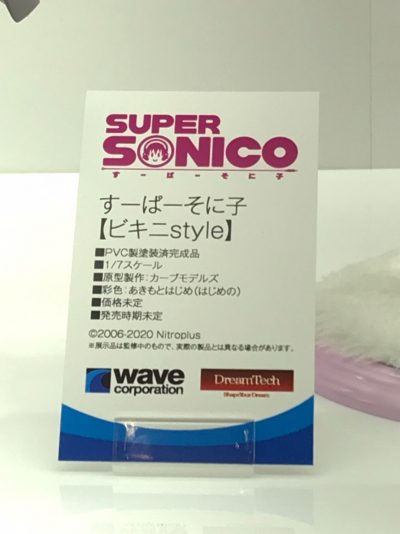 SUPER
SONICO
すーぱーそに子
すーぱーそに子
【ビキニstyle】
■PVC製塗装済完成品
■1/7スケール
■原型製作：カーブモデルズ
■彩色：あきもとはじめ（はじめの）
■価格未定
■発売時期未定
©2006-2020 Nitroplus
※展示品は監修中のもので、実際の製品とは異なる場合があります。
wave
corporation
DreamTech
ShapeYourDream